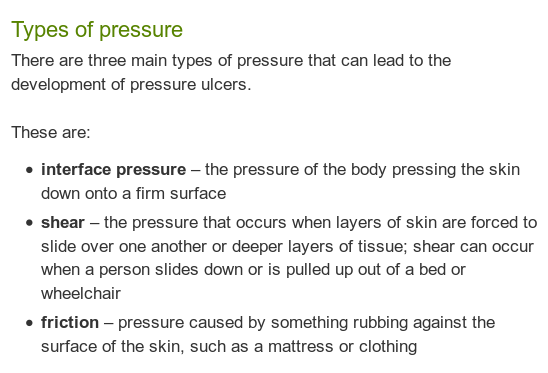 Types of pressure
There are three main types of pressure that can lead to the
development of pressure ulcers.
These are:
• interface pressure – the pressure of the body pressing the skin
down onto a firm surface
• shear – the pressure that occurs when layers of skin are forced to
slide over one another or deeper layers of tissue; shear can occur
when a person slides down or is pulled up out of a bed or
wheelchair
• friction – pressure caused by something rubbing against the
surface of the skin, such as a mattress or clothing